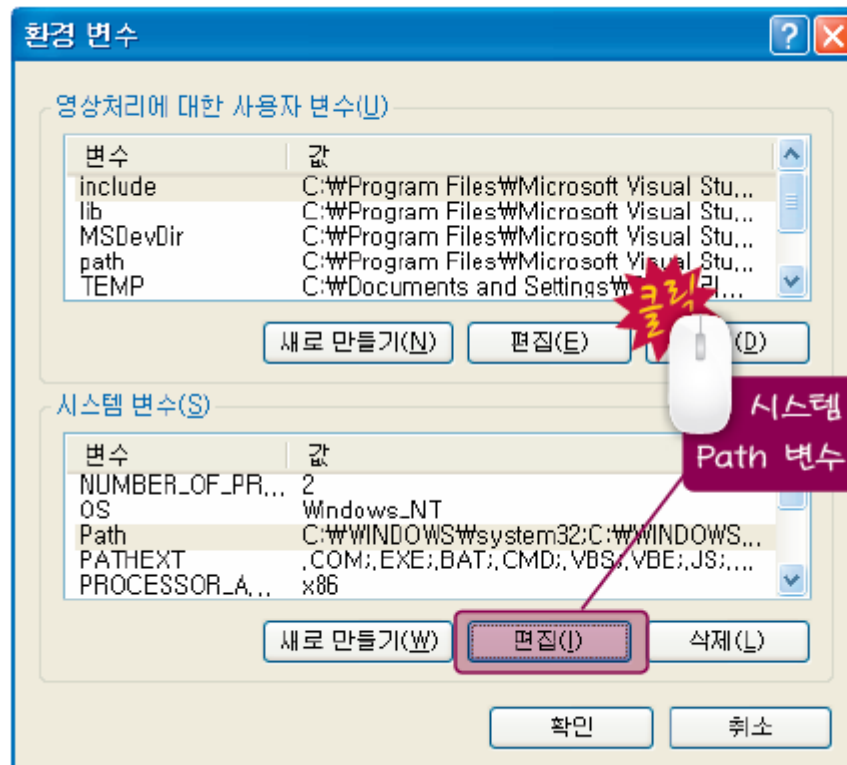 환경 변수
영상처리에 대한 사용자 변수(U)
변수 값
include C:₩Program Files₩Microsoft Visual Stu,,,
lib C:₩Program Files₩Microsoft Visual Stu,,,
MSDevDir C:₩Program Files₩Microsoft Visual Stu,,,
path C:₩Program Files₩Microsoft Visual Stu,,,
TEMP C:₩Documents and Settings₩
클릭
새로 만들기(N) 편집(E) (D)
시스템 변수(S)
시스템
Path 변수
변수 값
NUMBER_OF_PR,,, 2
OS Windows_NT
Path C:₩WINDOWS₩system32;C:₩WINDOWS,,,
PATHEXT ,COM;,EXE;,BAT;,CMD;,VBS;,VBE;,JS;,,,,
PROCESSOR_A,,, x86
새로 만들기(W) 편집(I) 삭제(L)
확인 취소